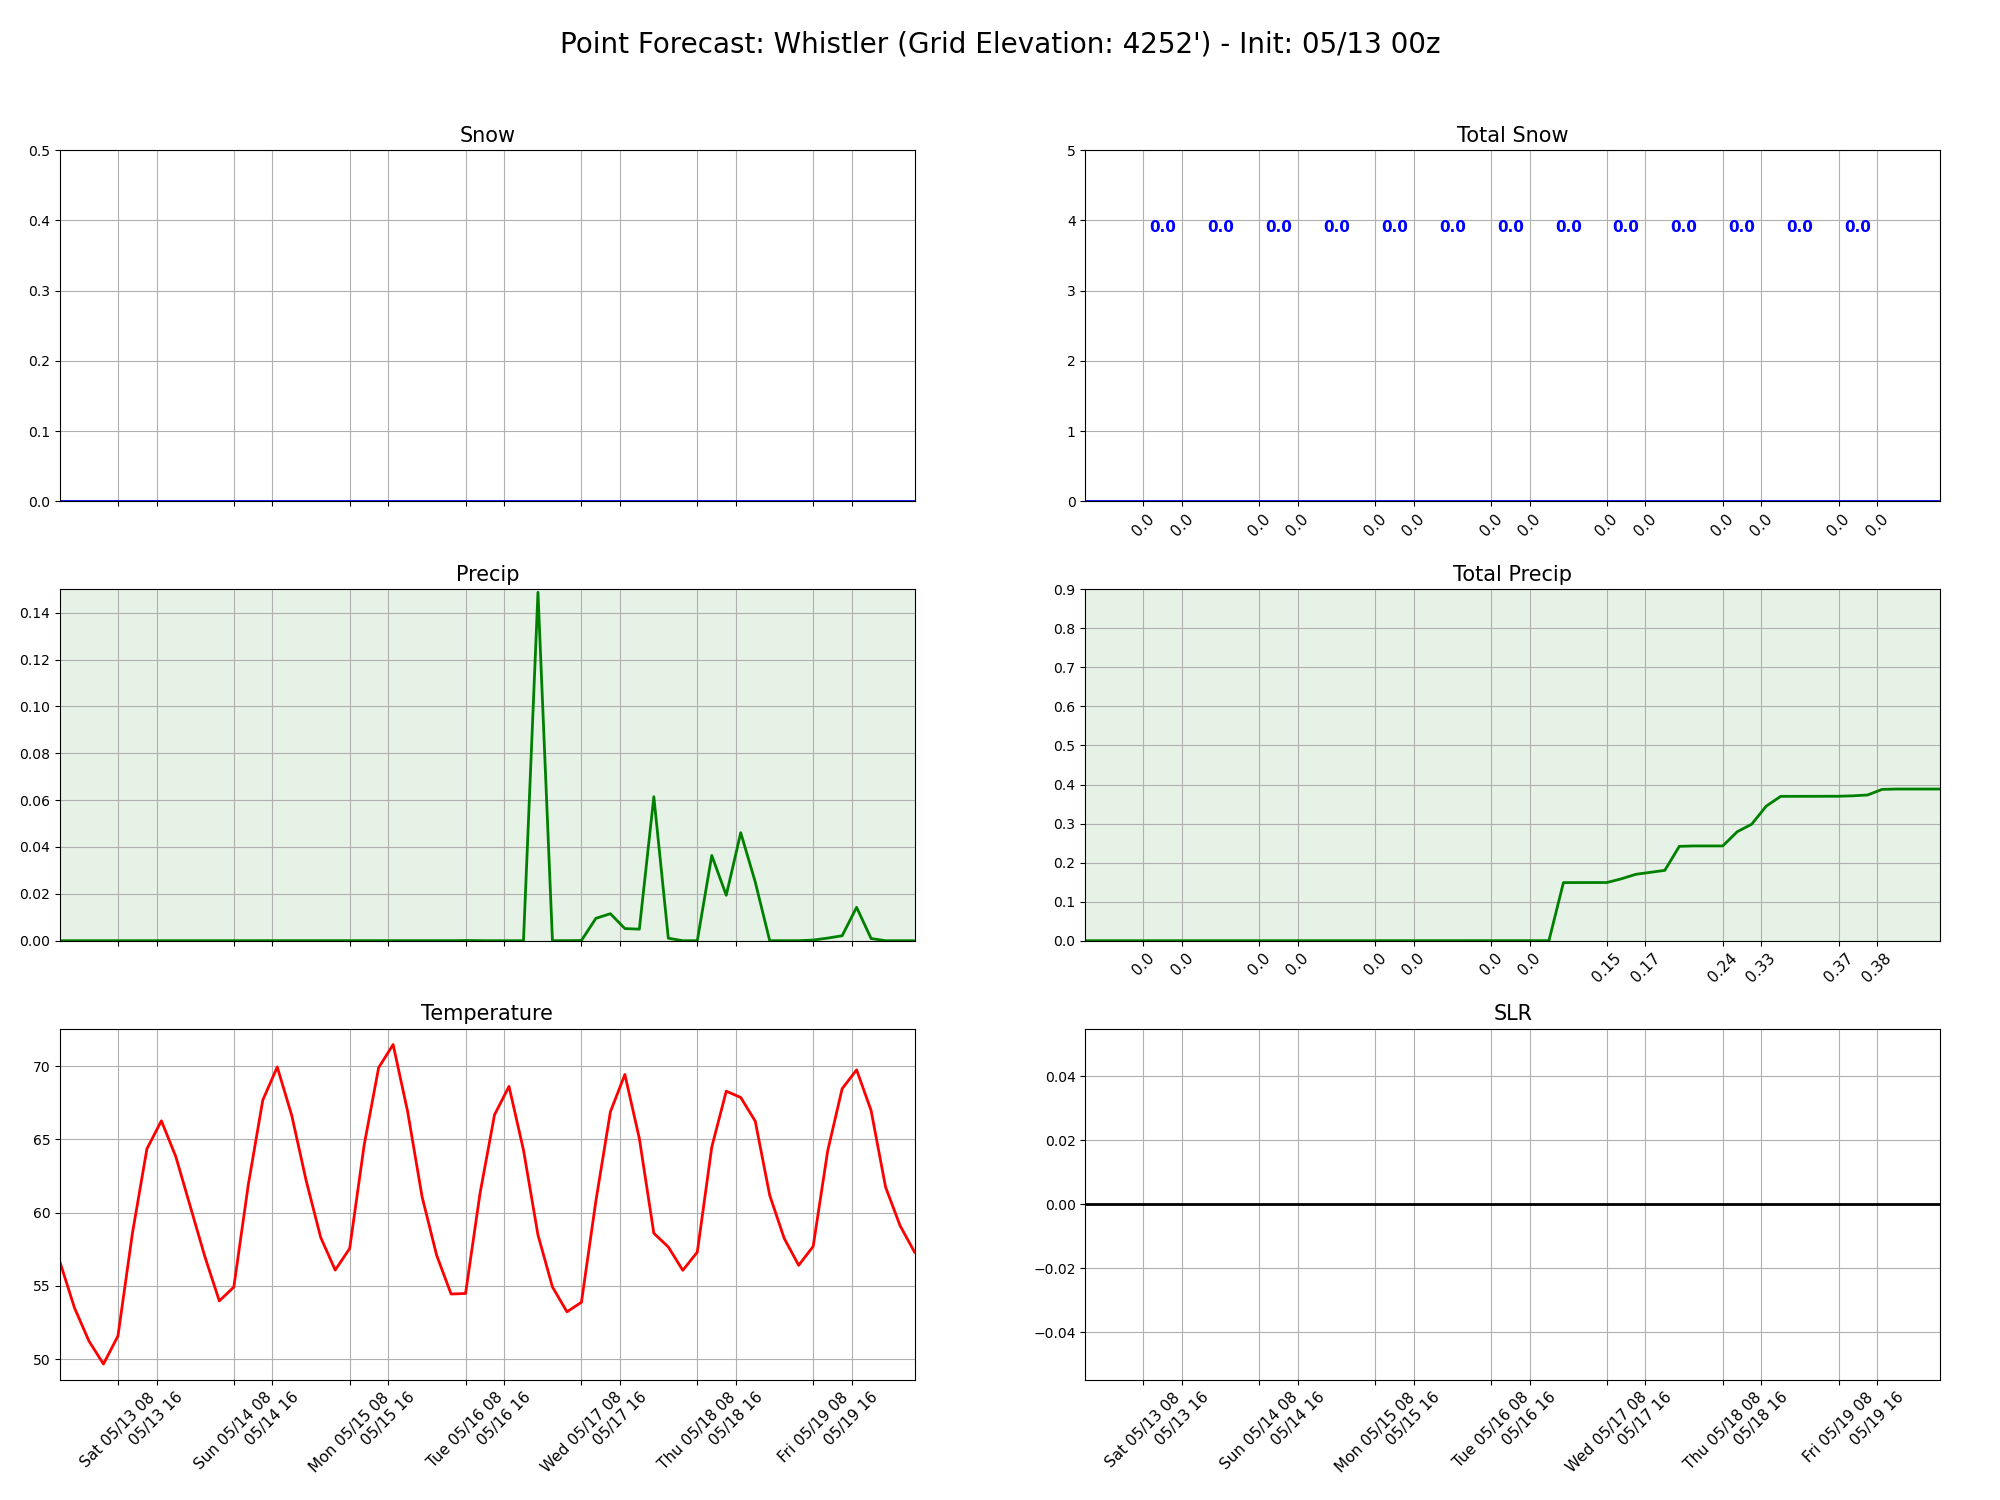 Point Forecast: Whistler (Grid Elevation: 4252') - Init: 05/13 00z
Snow
0.5
0.4
0.3
0.2
0.1
0.0
Total Snow
5
4
3
2
1
0
0.0 0.0 0.0 0.0 0.0 0.0 0.0 0.0 0.0 0.0 0.0 0.0 0.0
0.0 0.0 0.0 0.0 0.0 0.0 0.0 0.0 0.0 0.0 0.0 0.0 0.0 0.0
Precip
0.14
0.12
0.10
0.08
0.06
0.04
0.02
0.00
Total Precip
0.9
0.8
0.7
0.6
0.5
0.4
0.3
0.2
0.1
0.0
0.0 0.0 0.0 0.0 0.0 0.0 0.0 0.0 0.15 0.17 0.24 0.33 0.37 0.38
Temperature
70
65
60
55
50
Sat 05/13 08
05/13 16
Sun 05/14 08
05/14 16
Mon 05/15 08
05/15 16
Tue 05/16 08
05/16 16
Wed 05/17 08
05/17 16
Thu 05/18 08
05/18 16
Fri 05/19 08
05/19 16
SLR
0.04
0.02
0.00
−0.02
−0.04
Sat 05/13 08
05/13 16
Sun 05/14 08
05/14 16
Mon 05/15 08
05/15 16
Tue 05/16 08
05/16 16
Wed 05/17 08
05/17 16
Thu 05/18 08
05/18 16
Fri 05/19 08
05/19 16